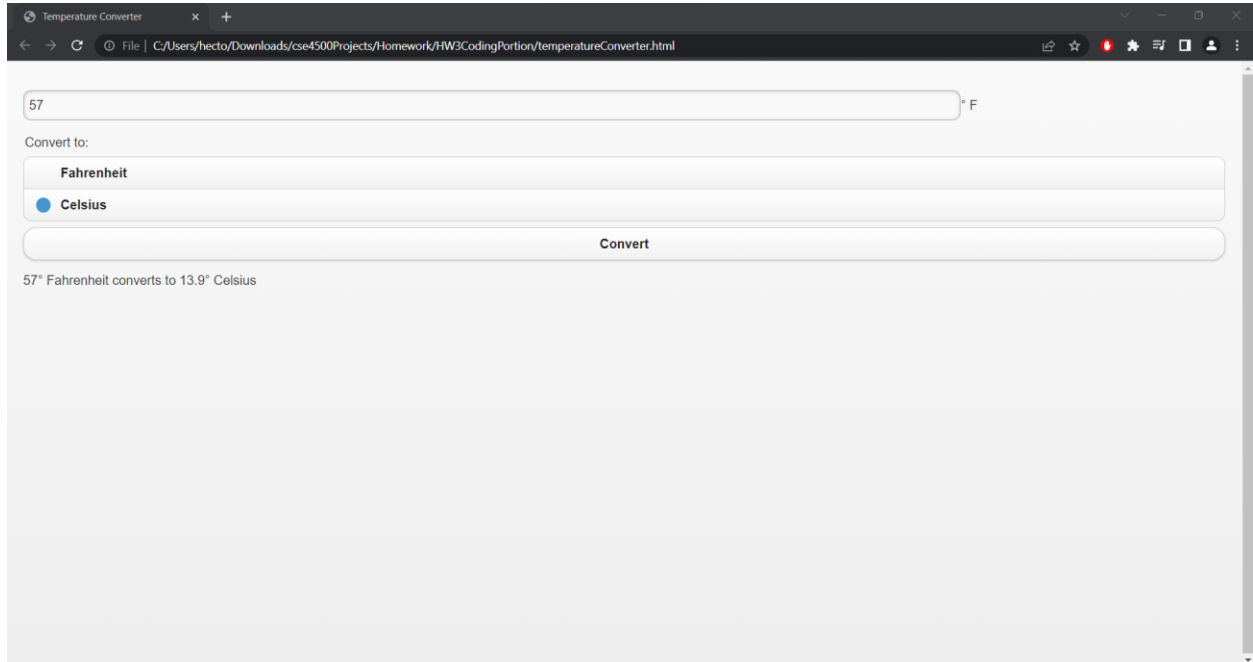 Temperature Converter
File | C:/Users/hecto/Downloads/cse4500Projects/Homework/HW3CodingPortion/temperatureConverter.html
57 ° F
Convert to:
Fahrenheit
Celsius
Convert
57° Fahrenheit converts to 13.9° Celsius